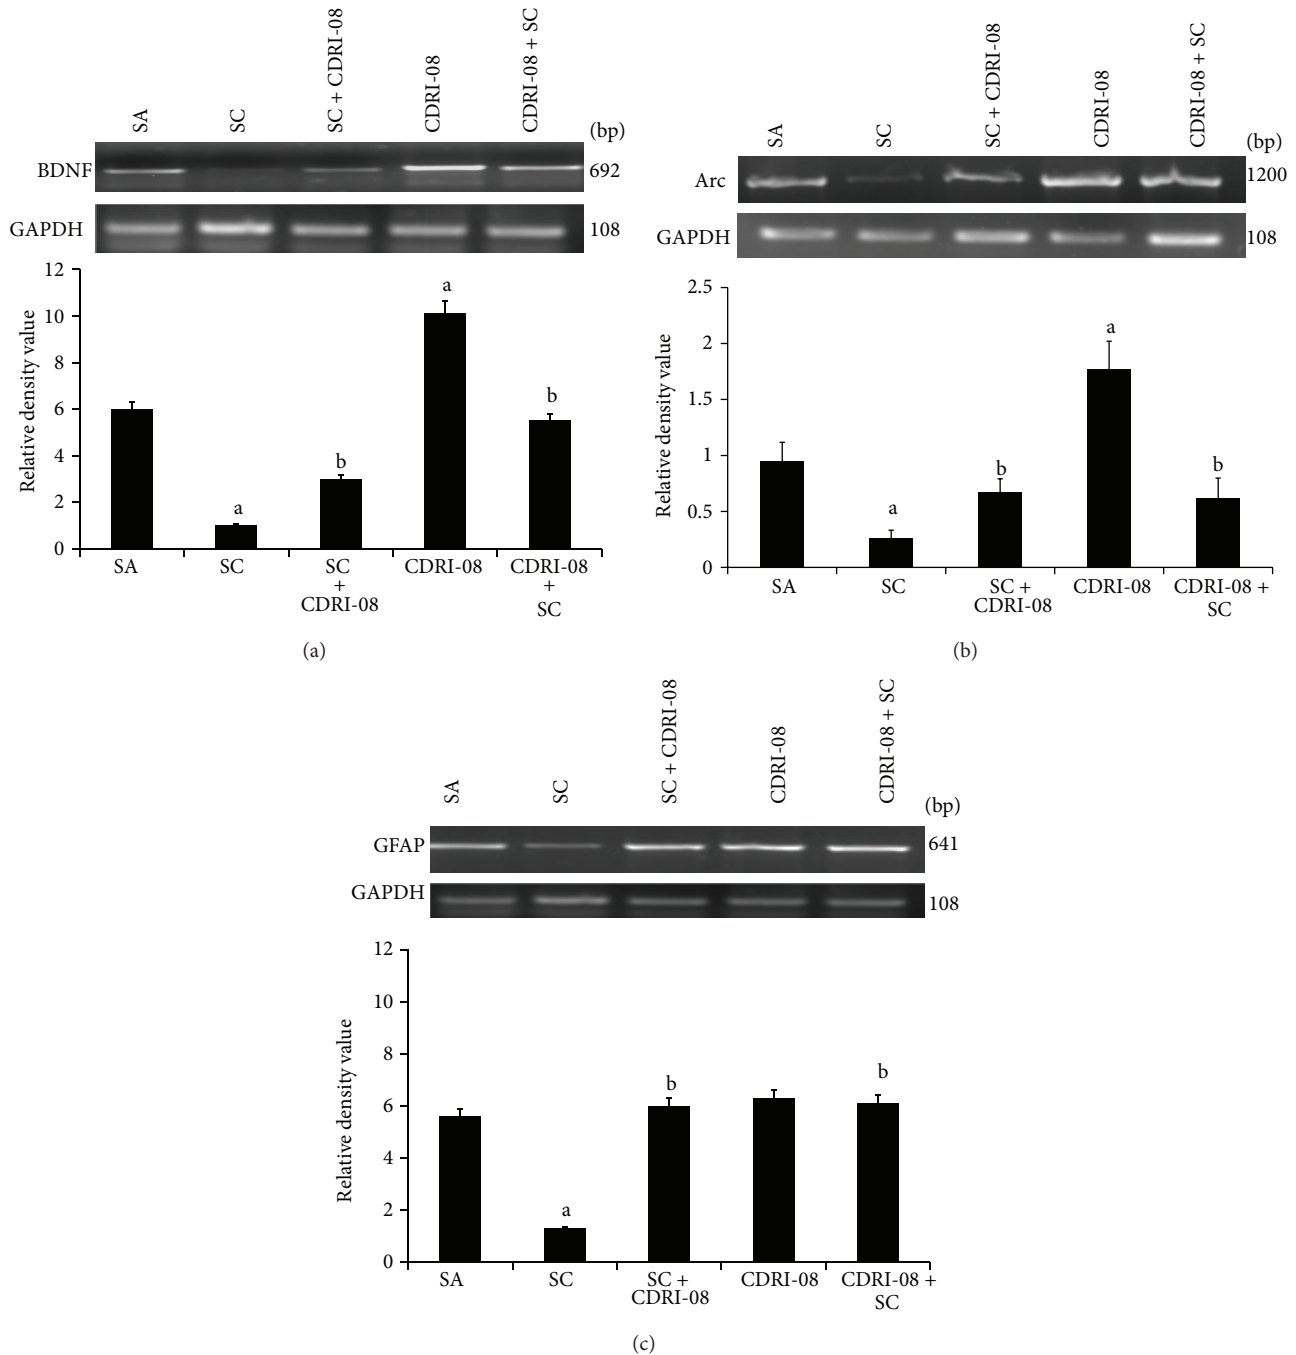 SA
SC
SC + CDRI-08
CDRI-08
CDRI-08 + SC
(bp)
BDNF
692
GAPDH
108
12
10
8
6
4
2
0
Relative density value
a
b
a
b
SA
SC
SC
+
CDRI-08
CDRI-08
CDRI-08
+
SC
(a)
SA
SC
SC + CDRI-08
CDRI-08
CDRI-08 + SC
(bp)
Arc
1200
GAPDH
108
2.5
2
1.5
1
0.5
0
Relative density value
a
b
a
b
SA
SC
SC +
CDRI-08
CDRI-08
CDRI-08 +
SC
(b)
SA
SC
SC + CDRI-08
CDRI-08
CDRI-08 + SC
(bp)
GFAP
641
GAPDH
108
12
10
8
6
4
2
0
Relative density value
a
b
b
SA
SC
SC +
CDRI-08
CDRI-08
CDRI-08 +
SC
(c)